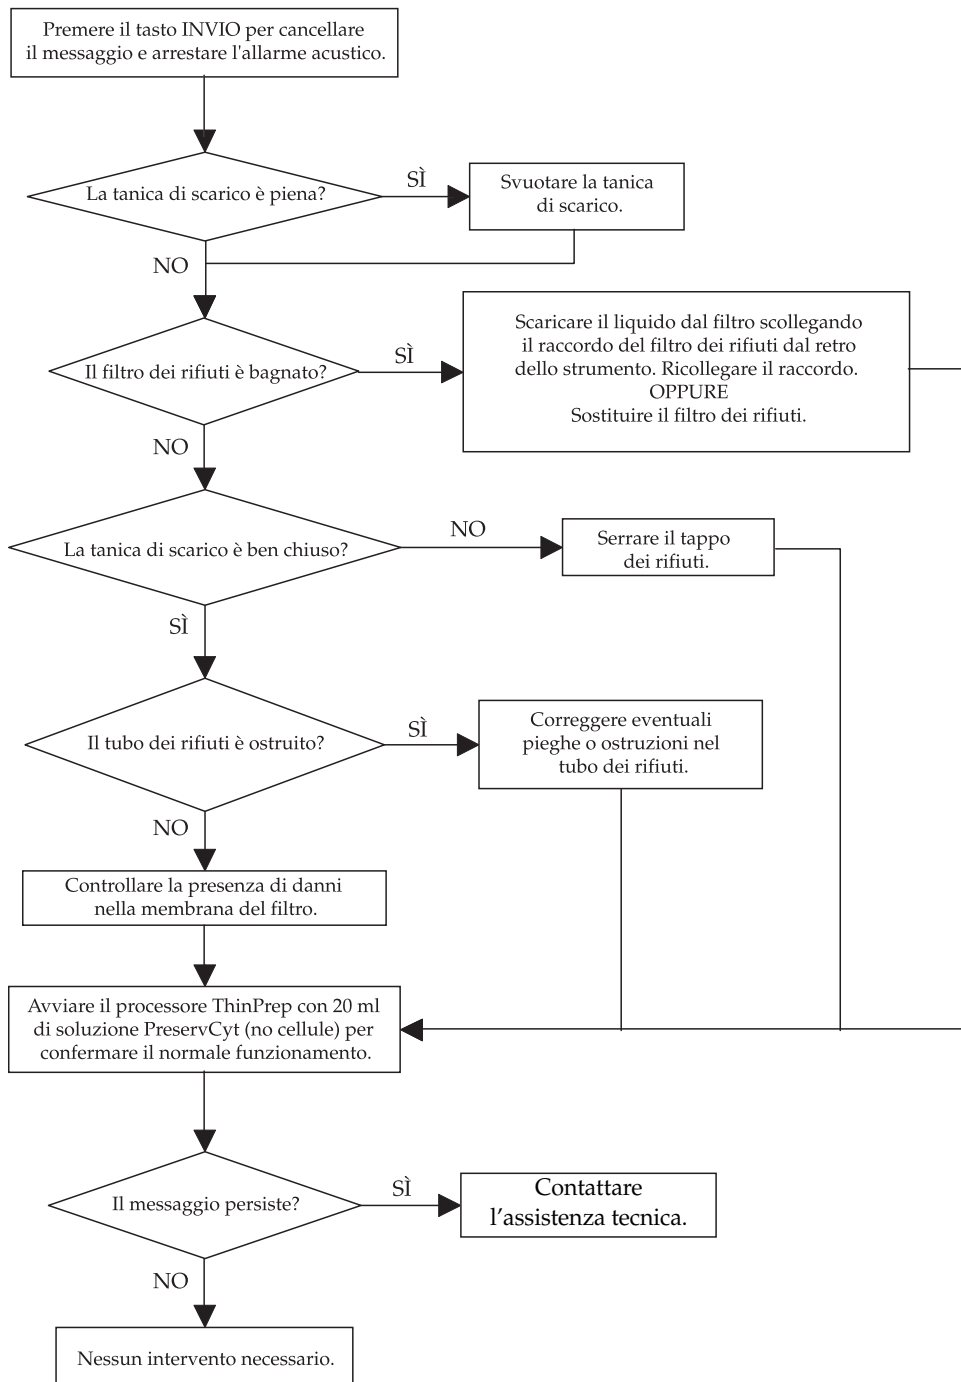 Premere il tasto INVIO per cancellare
il messaggio e arrestare l'allarme acustico.
La tanica di scarico è piena?
SÌ
Svuotare la tanica
di scarico.
NO
Il filtro dei rifiuti è bagnato?
SÌ
Scaricare il liquido dal filtro scollegando
il raccordo del filtro dei rifiuti dal retro
dello strumento. Ricollegare il raccordo.
OPPURE
Sostituire il filtro dei rifiuti.
NO
La tanica di scarico è ben chiuso?
NO
Serrare il tappo
dei rifiuti.
SÌ
Il tubo dei rifiuti è ostruito?
SÌ
Correggere eventuali
pieghe o ostruzioni nel
tubo dei rifiuti.
NO
Controllare la presenza di danni
nella membrana del filtro.
Avviare il processore ThinPrep con 20 ml
di soluzione PreservCyt (no cellule) per
confermare il normale funzionamento.
Il messaggio persiste?
SÌ
Contattare
l'assistenza tecnica.
NO
Nessun intervento necessario.